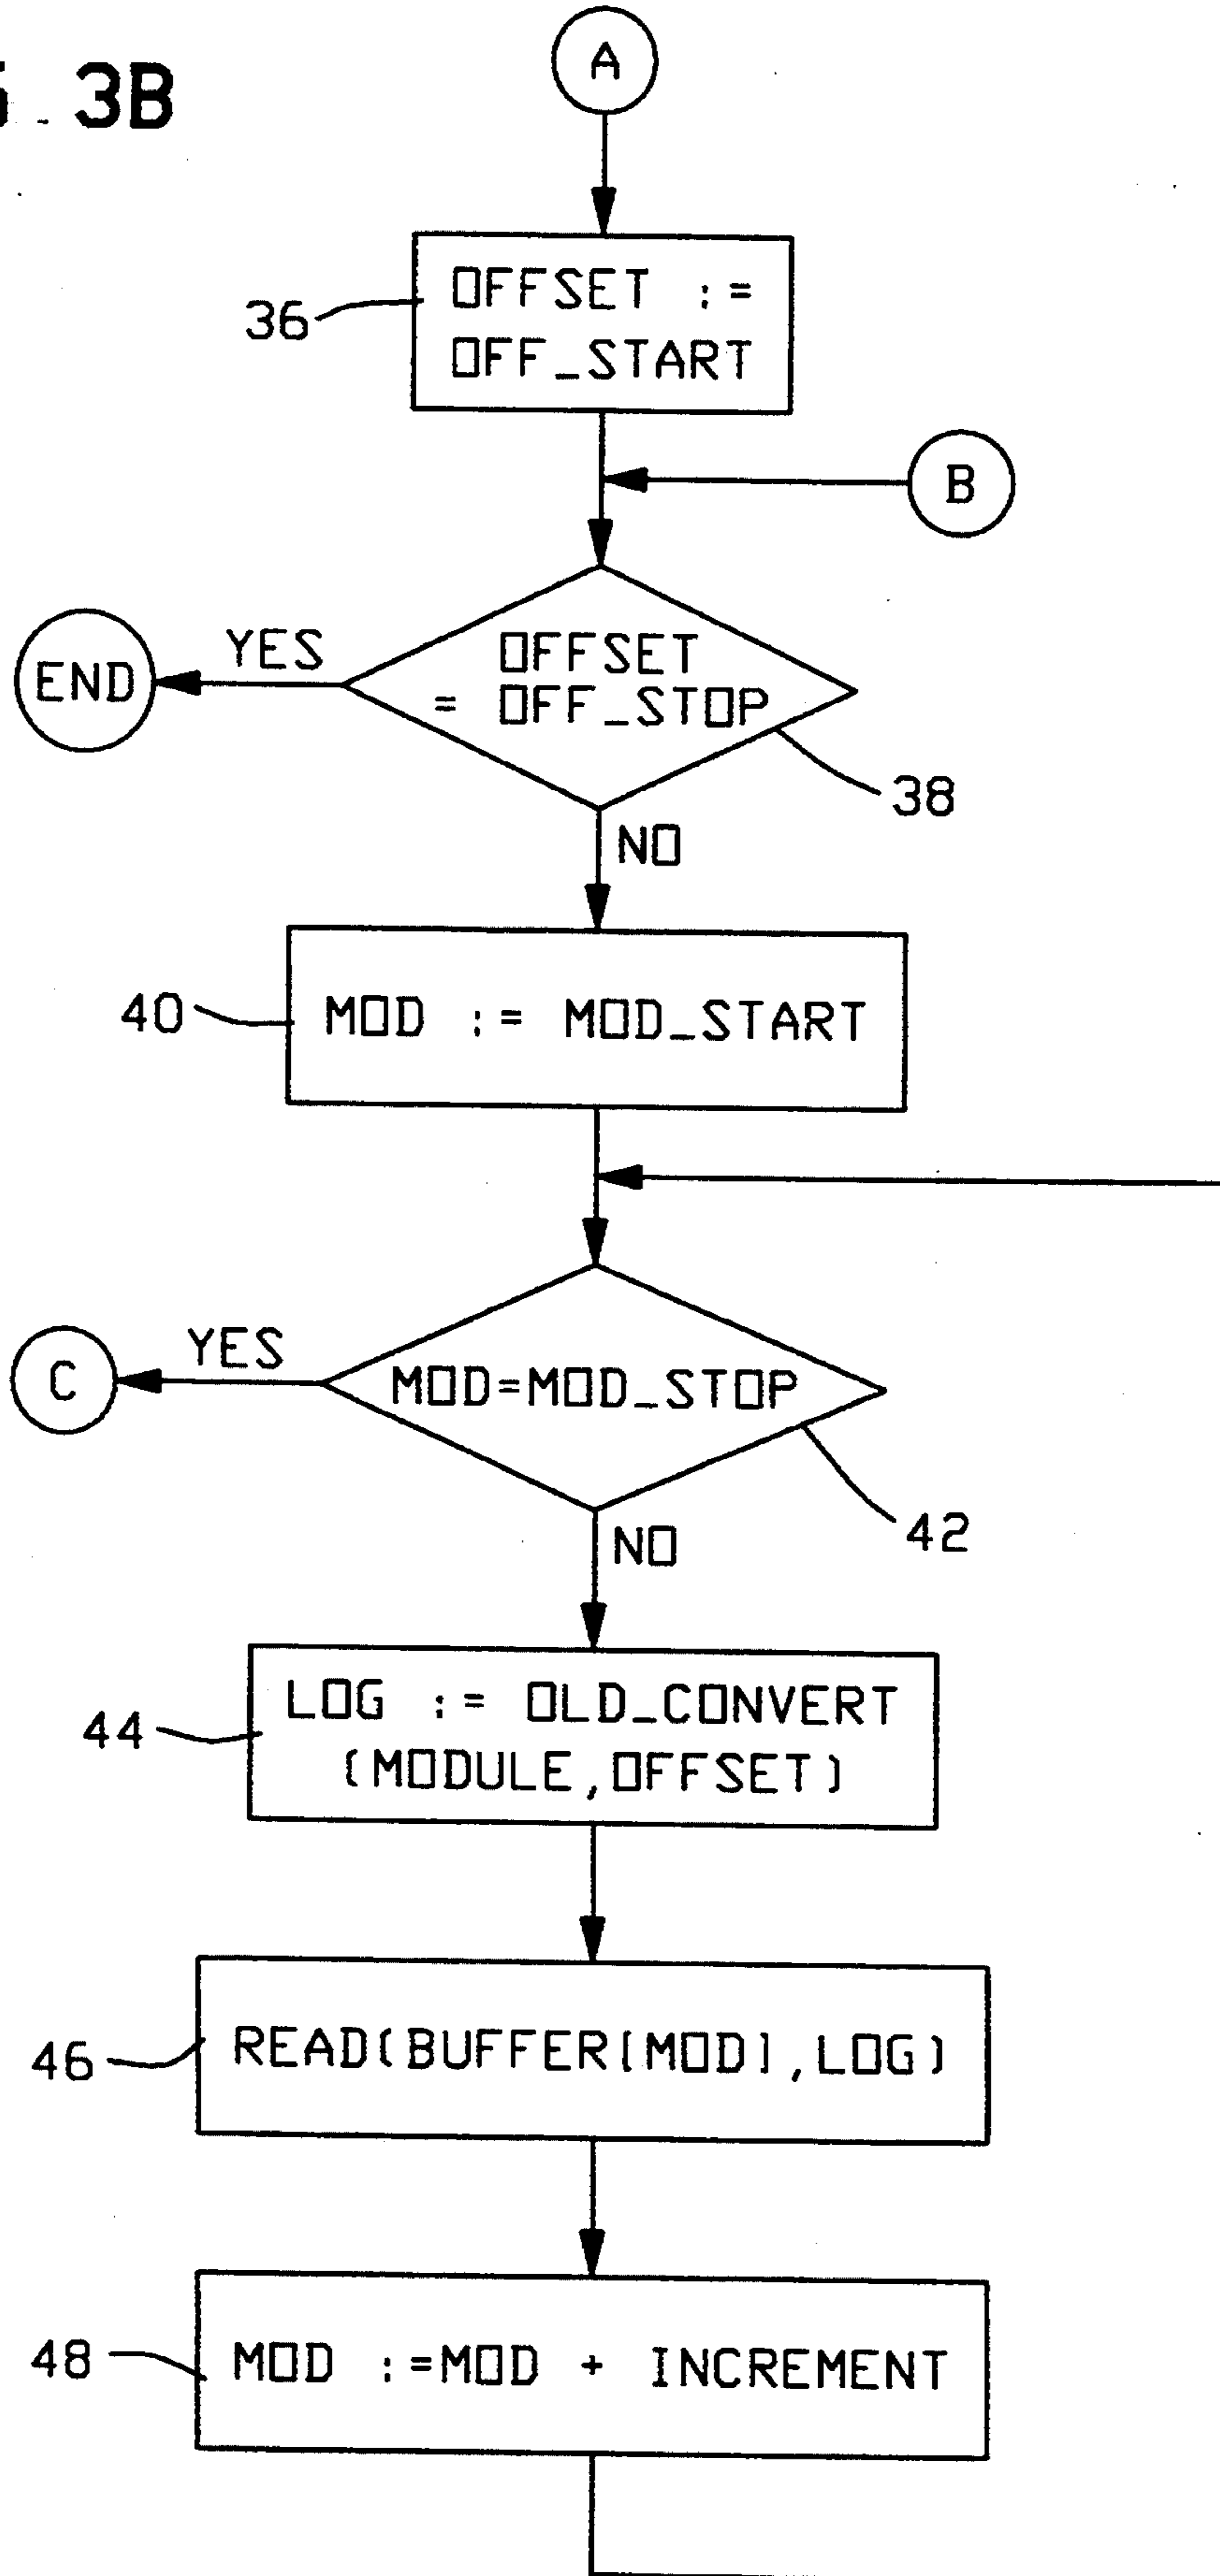 3B
A
OFFSET :=
OFF_START
36
B
OFFSET
= OFF_STOP
YES
END
38
NO
MOD := MOD_START
40
MOD=MOD_STOP
YES
C
42
NO
LOG := OLD_CONVERT
(MODULE,OFFSET)
44
READ(BUFFER[MOD],LOG)
46
MOD :=MOD + INCREMENT
48